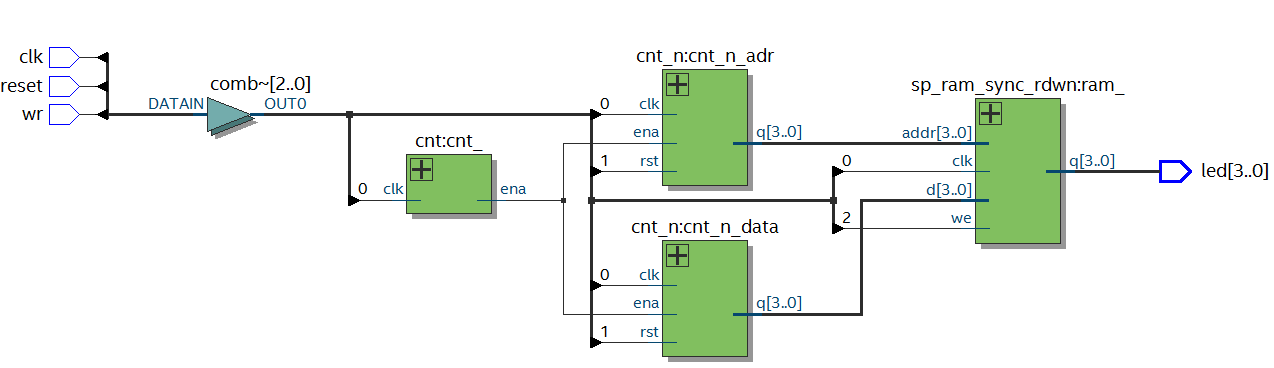 clk
reset
wr
DATAIN
comb~[2..0]
OUT0
cnt:cnt_
0
clk
ena
cnt_n:cnt_n_adr
0
clk
ena
1
rst
q[3..0]
cnt_n:cnt_n_data
0
clk
ena
1
rst
q[3..0]
sp_ram_sync_rdwn:ram_
addr[3..0]
0
clk
d[3..0]
2
we
q[3..0]
led[3..0]